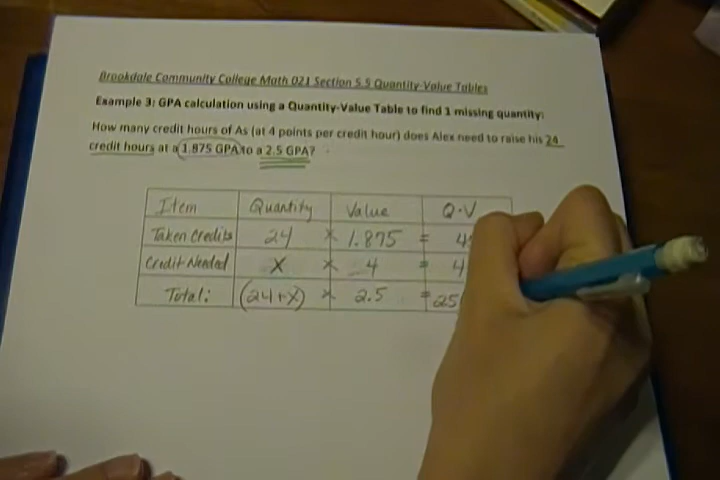 Brookdale Community College Math 021 Section 5.5 Quantity-Value Tables
Example 3: GPA calculation using a Quantity-Value Table to find 1 missing quantity:
How many credit hours of As (at 4 points per credit hour) does Alex need to raise his 24
credit hours at a 1.875 GPA to a 2.5 GPA?
Item Quantity Value Q·V
Taken Credits 24 × 1.875 = 4
Credit Needed x × 4 = 4
Total: (24+x) × 2.5 =